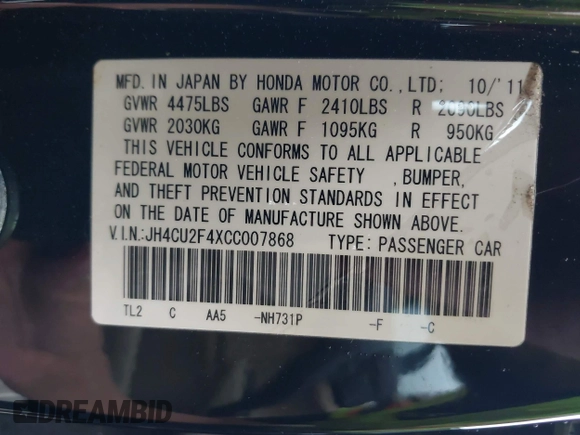 MFD. IN JAPAN BY HONDA MOTOR CO.,LTD; 10/'11
GVWR 4475LBS GAWR F 2410LBS R 2090LBS
GVWR 2030KG GAWR F 1095KG R 950KG
THIS VEHICLE CONFORMS TO ALL APPLICABLE
FEDERAL MOTOR VEHICLE SAFETY ,BUMPER,
AND THEFT PREVENTION STANDARDS IN EFFECT
ON THE DATE OF MANUFACTURE SHOWN ABOVE.
V.I.N.:JH4CU2F4XCC007868 TYPE: PASSENGER CAR
TL2 C AA5 -NH731P -F -C
DREAMBID